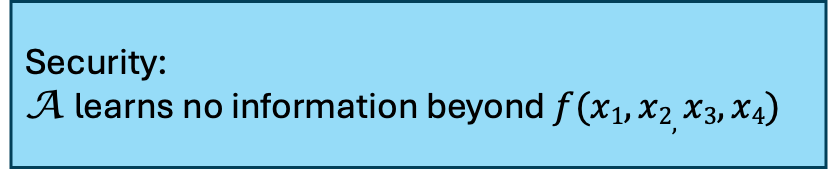 Security:
𝒜 learns no information beyond 𝑓(𝑥₁, 𝑥₂, 𝑥₃, 𝑥₄)